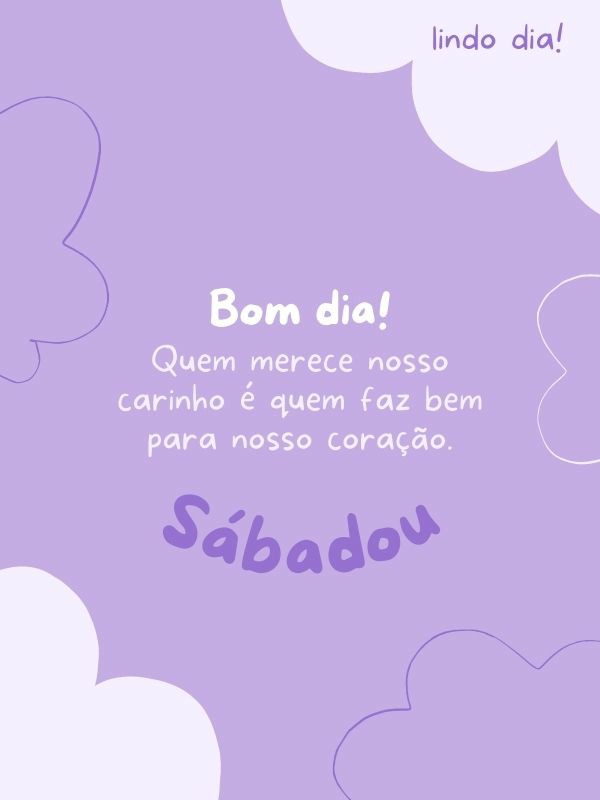 lindo dia!
Bom dia!
Quem merece nosso
carinho é quem faz bem
para nosso coração.
Sábadou